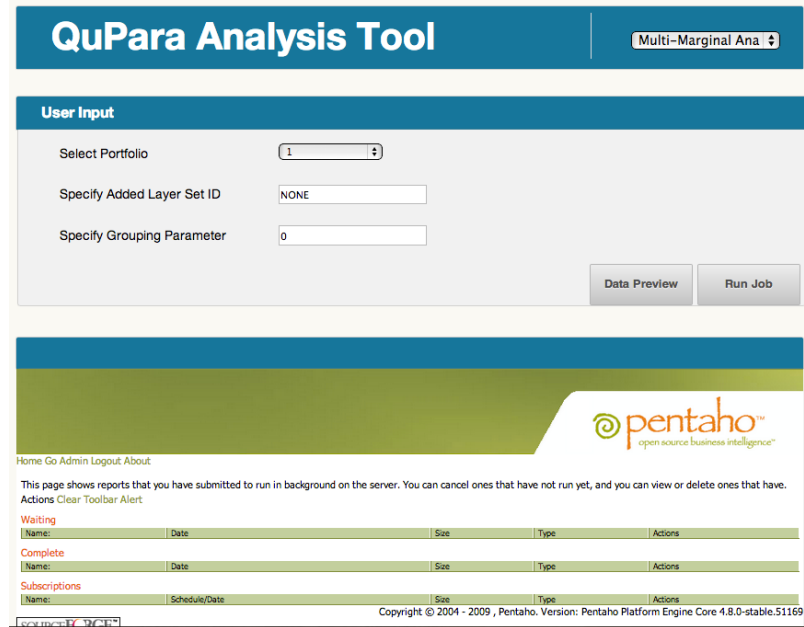 QuPara Analysis Tool
Multi-Marginal Ana
User Input
Select Portfolio 1
Specify Added Layer Set ID NONE
Specify Grouping Parameter 0
Data Preview Run Job
pentaho™
open source business intelligence™
Home Go Admin Logout About
This page shows reports that you have submitted to run in background on the server. You can cancel ones that have not run yet, and you can view or delete ones that have.
Actions Clear Toolbar Alert
Waiting
Name: Date Size Type Actions
Complete
Name: Date Size Type Actions
Subscriptions
Name: Schedule/Date Size Type Actions
Copyright © 2004 - 2009 , Pentaho. Version: Pentaho Platform Engine Core 4.8.0-stable.51169